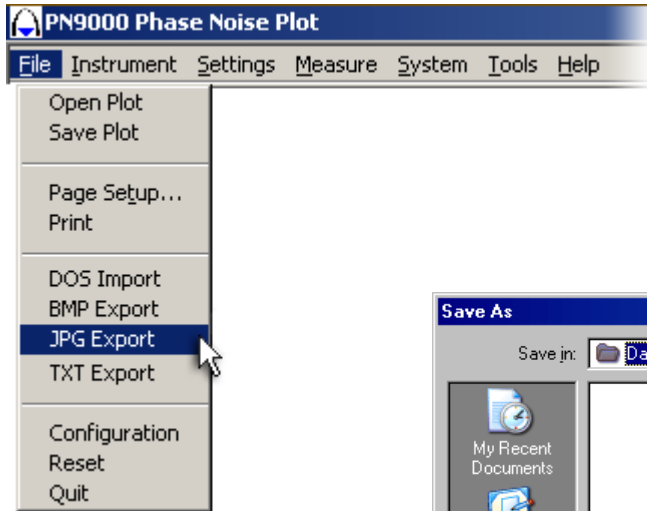 PN9000 Phase Noise Plot
File Instrument Settings Measure System Tools Help
Open Plot
Save Plot
Page Setup...
Print
DOS Import
BMP Export
JPG Export
TXT Export
Configuration
Reset
Quit
Save As
Save in: Da
My Recent
Documents